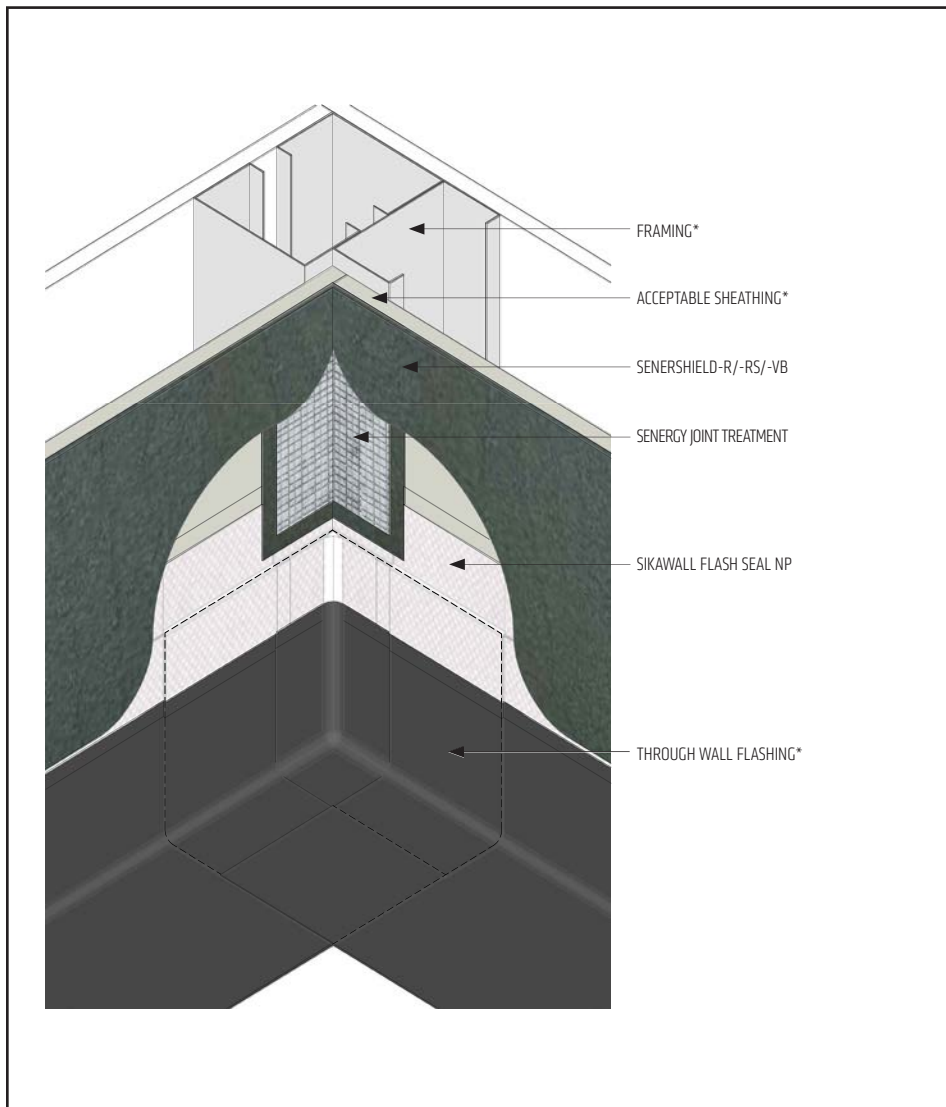 FRAMING*
ACCEPTABLE SHEATHING*
SENERSHIELD-R/-RS/-VB
SENERGY JOINT TREATMENT
SIKAWALL FLASH SEAL NP
THROUGH WALL FLASHING*